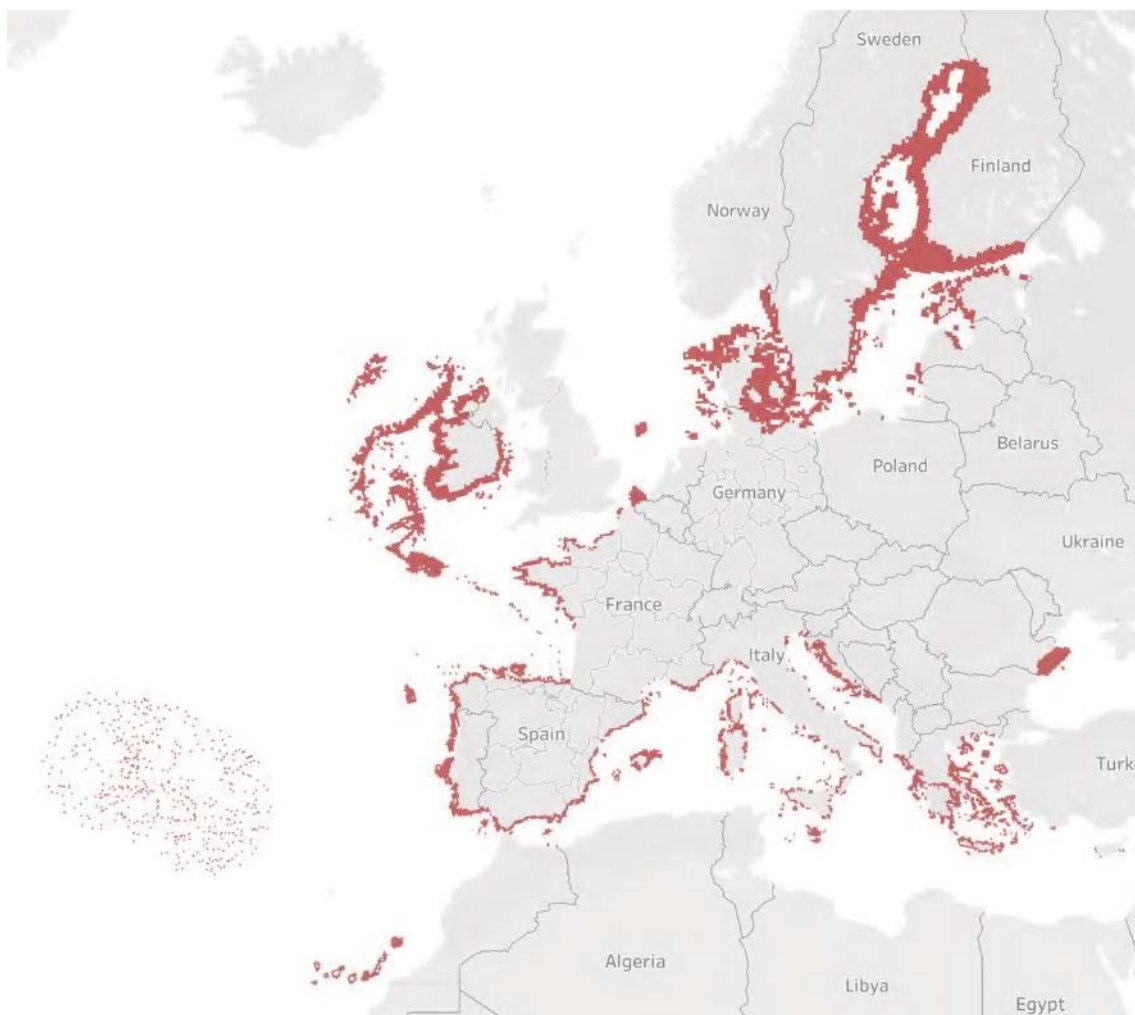 Sweden
Finland
Norway
Belarus
Poland
Germany
Ukraine
France
Italy
Spain
Turk
Algeria
Libya
Egypt